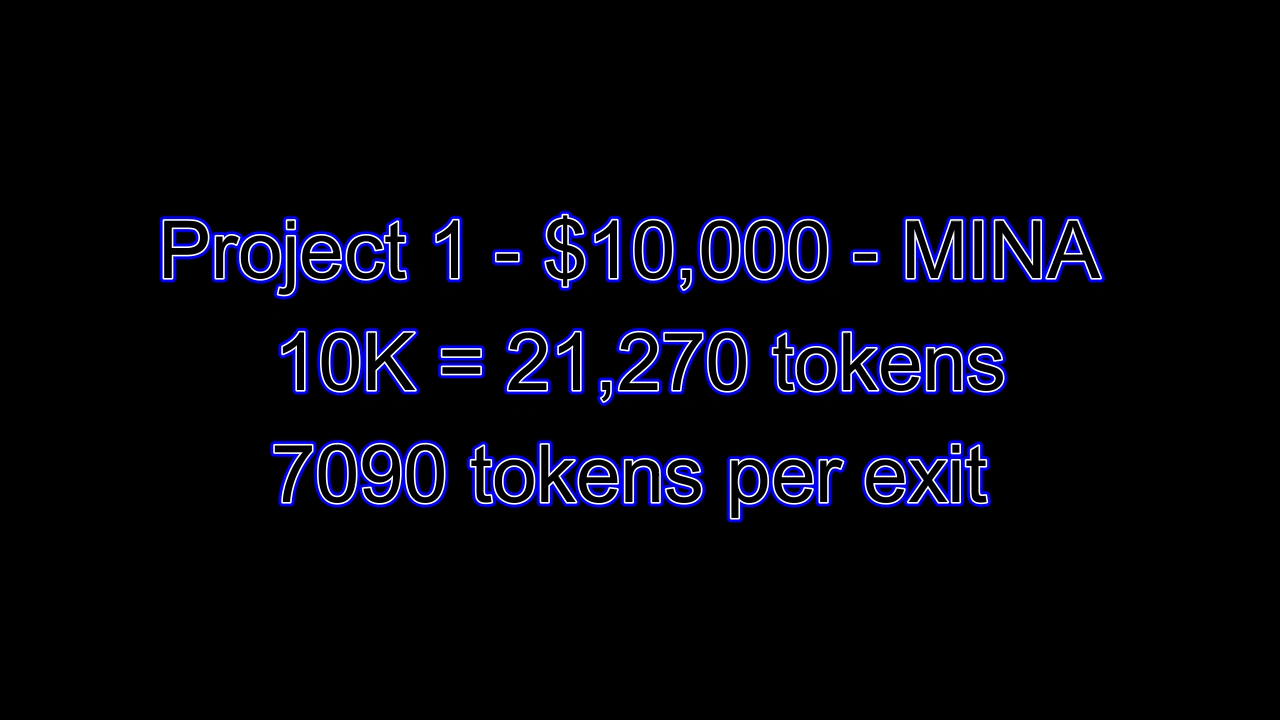 Project 1 - $10,000 - MINA
10K = 21,270 tokens
7090 tokens per exit